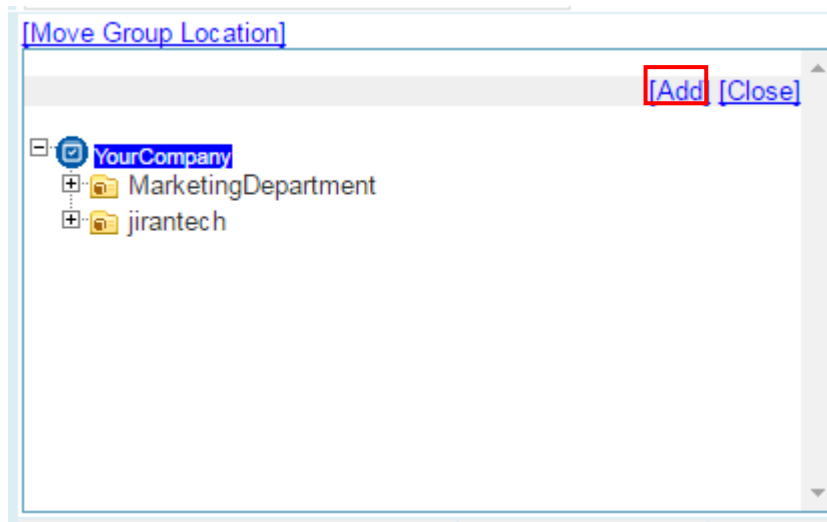 [Move Group Location]
[Add] [Close]
YourCompany
MarketingDepartment
jirantech